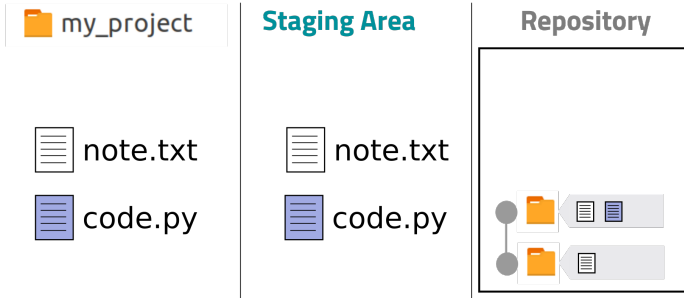 my_project
Staging Area
Repository
note.txt
note.txt
code.py
code.py